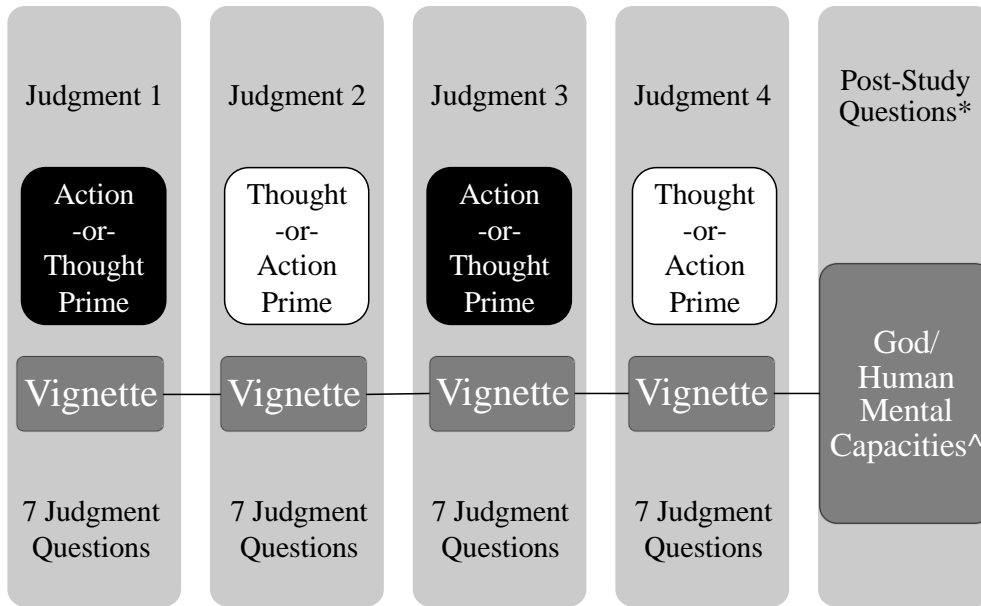 Judgment 1
Action
-or-
Thought
Prime
Vignette
7 Judgment
Questions
Judgment 2
Thought
-or-
Action
Prime
Vignette
7 Judgment
Questions
Judgment 3
Action
-or-
Thought
Prime
Vignette
7 Judgment
Questions
Judgment 4
Thought
-or-
Action
Prime
Vignette
7 Judgment
Questions
Post-Study
Questions*
God/
Human
Mental
Capacities^